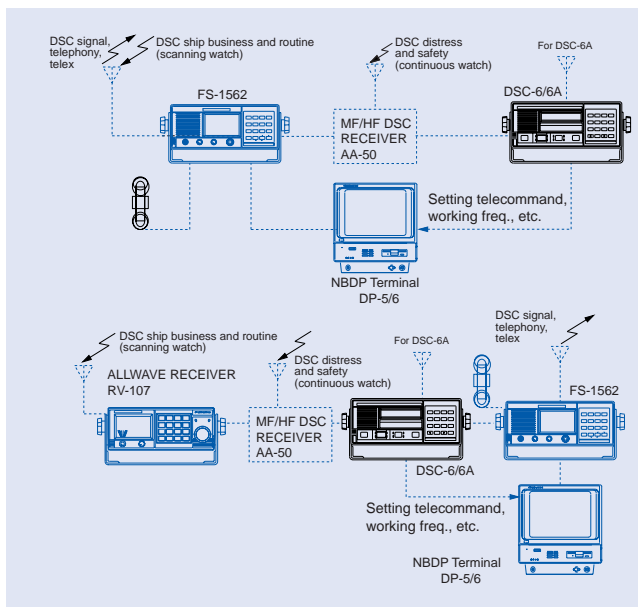 DSC signal,
telephony,
telex
DSC ship business and routine
(scanning watch)
DSC distress
and safety
(continuous watch)
For DSC-6A
FS-1562
DSC-6/6A
MF/HF DSC
RECEIVER
AA-50
Setting telecommand,
working freq., etc.
NBDP Terminal
DP-5/6
DSC ship business and routine
(scanning watch)
DSC distress
and safety
(continuous watch)
For DSC-6A
DSC signal,
telephony,
telex
ALLWAVE RECEIVER
RV-107
FS-1562
MF/HF DSC
RECEIVER
AA-50
DSC-6/6A
Setting telecommand,
working freq., etc.
NBDP Terminal
DP-5/6